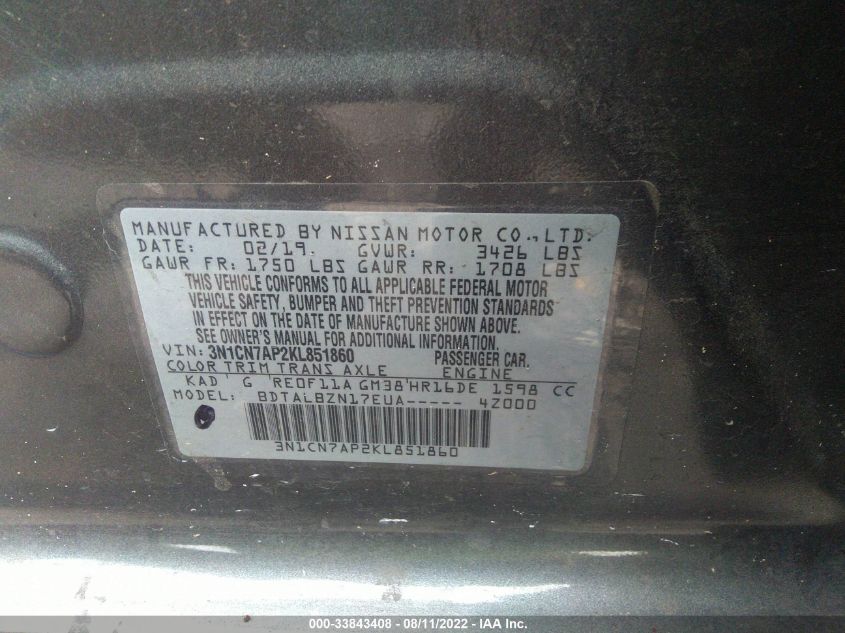 MANUFACTURED BY NISSAN MOTOR CO., LTD.
DATE: 02/19. GVWR: 3426 LBS
GAWR FR: 1750 LBS GAWR RR: 1708 LBS
THIS VEHICLE CONFORMS TO ALL APPLICABLE FEDERAL MOTOR
VEHICLE SAFETY, BUMPER AND THEFT PREVENTION STANDARDS
IN EFFECT ON THE DATE OF MANUFACTURE SHOWN ABOVE.
SEE OWNER'S MANUAL FOR ADDITIONAL INFORMATION.
VIN: 3N1CN7AP2KL851860 PASSENGER CAR.
COLOR TRIM TRANS AXLE ENGINE
KAD G RE0F11A GM38 HR16DE 1598 CC
MODEL: BDTALBZN17EUA----- 4Z000
3N1CN7AP2KL851860
000-33843408 - 08/11/2022 - IAA Inc.